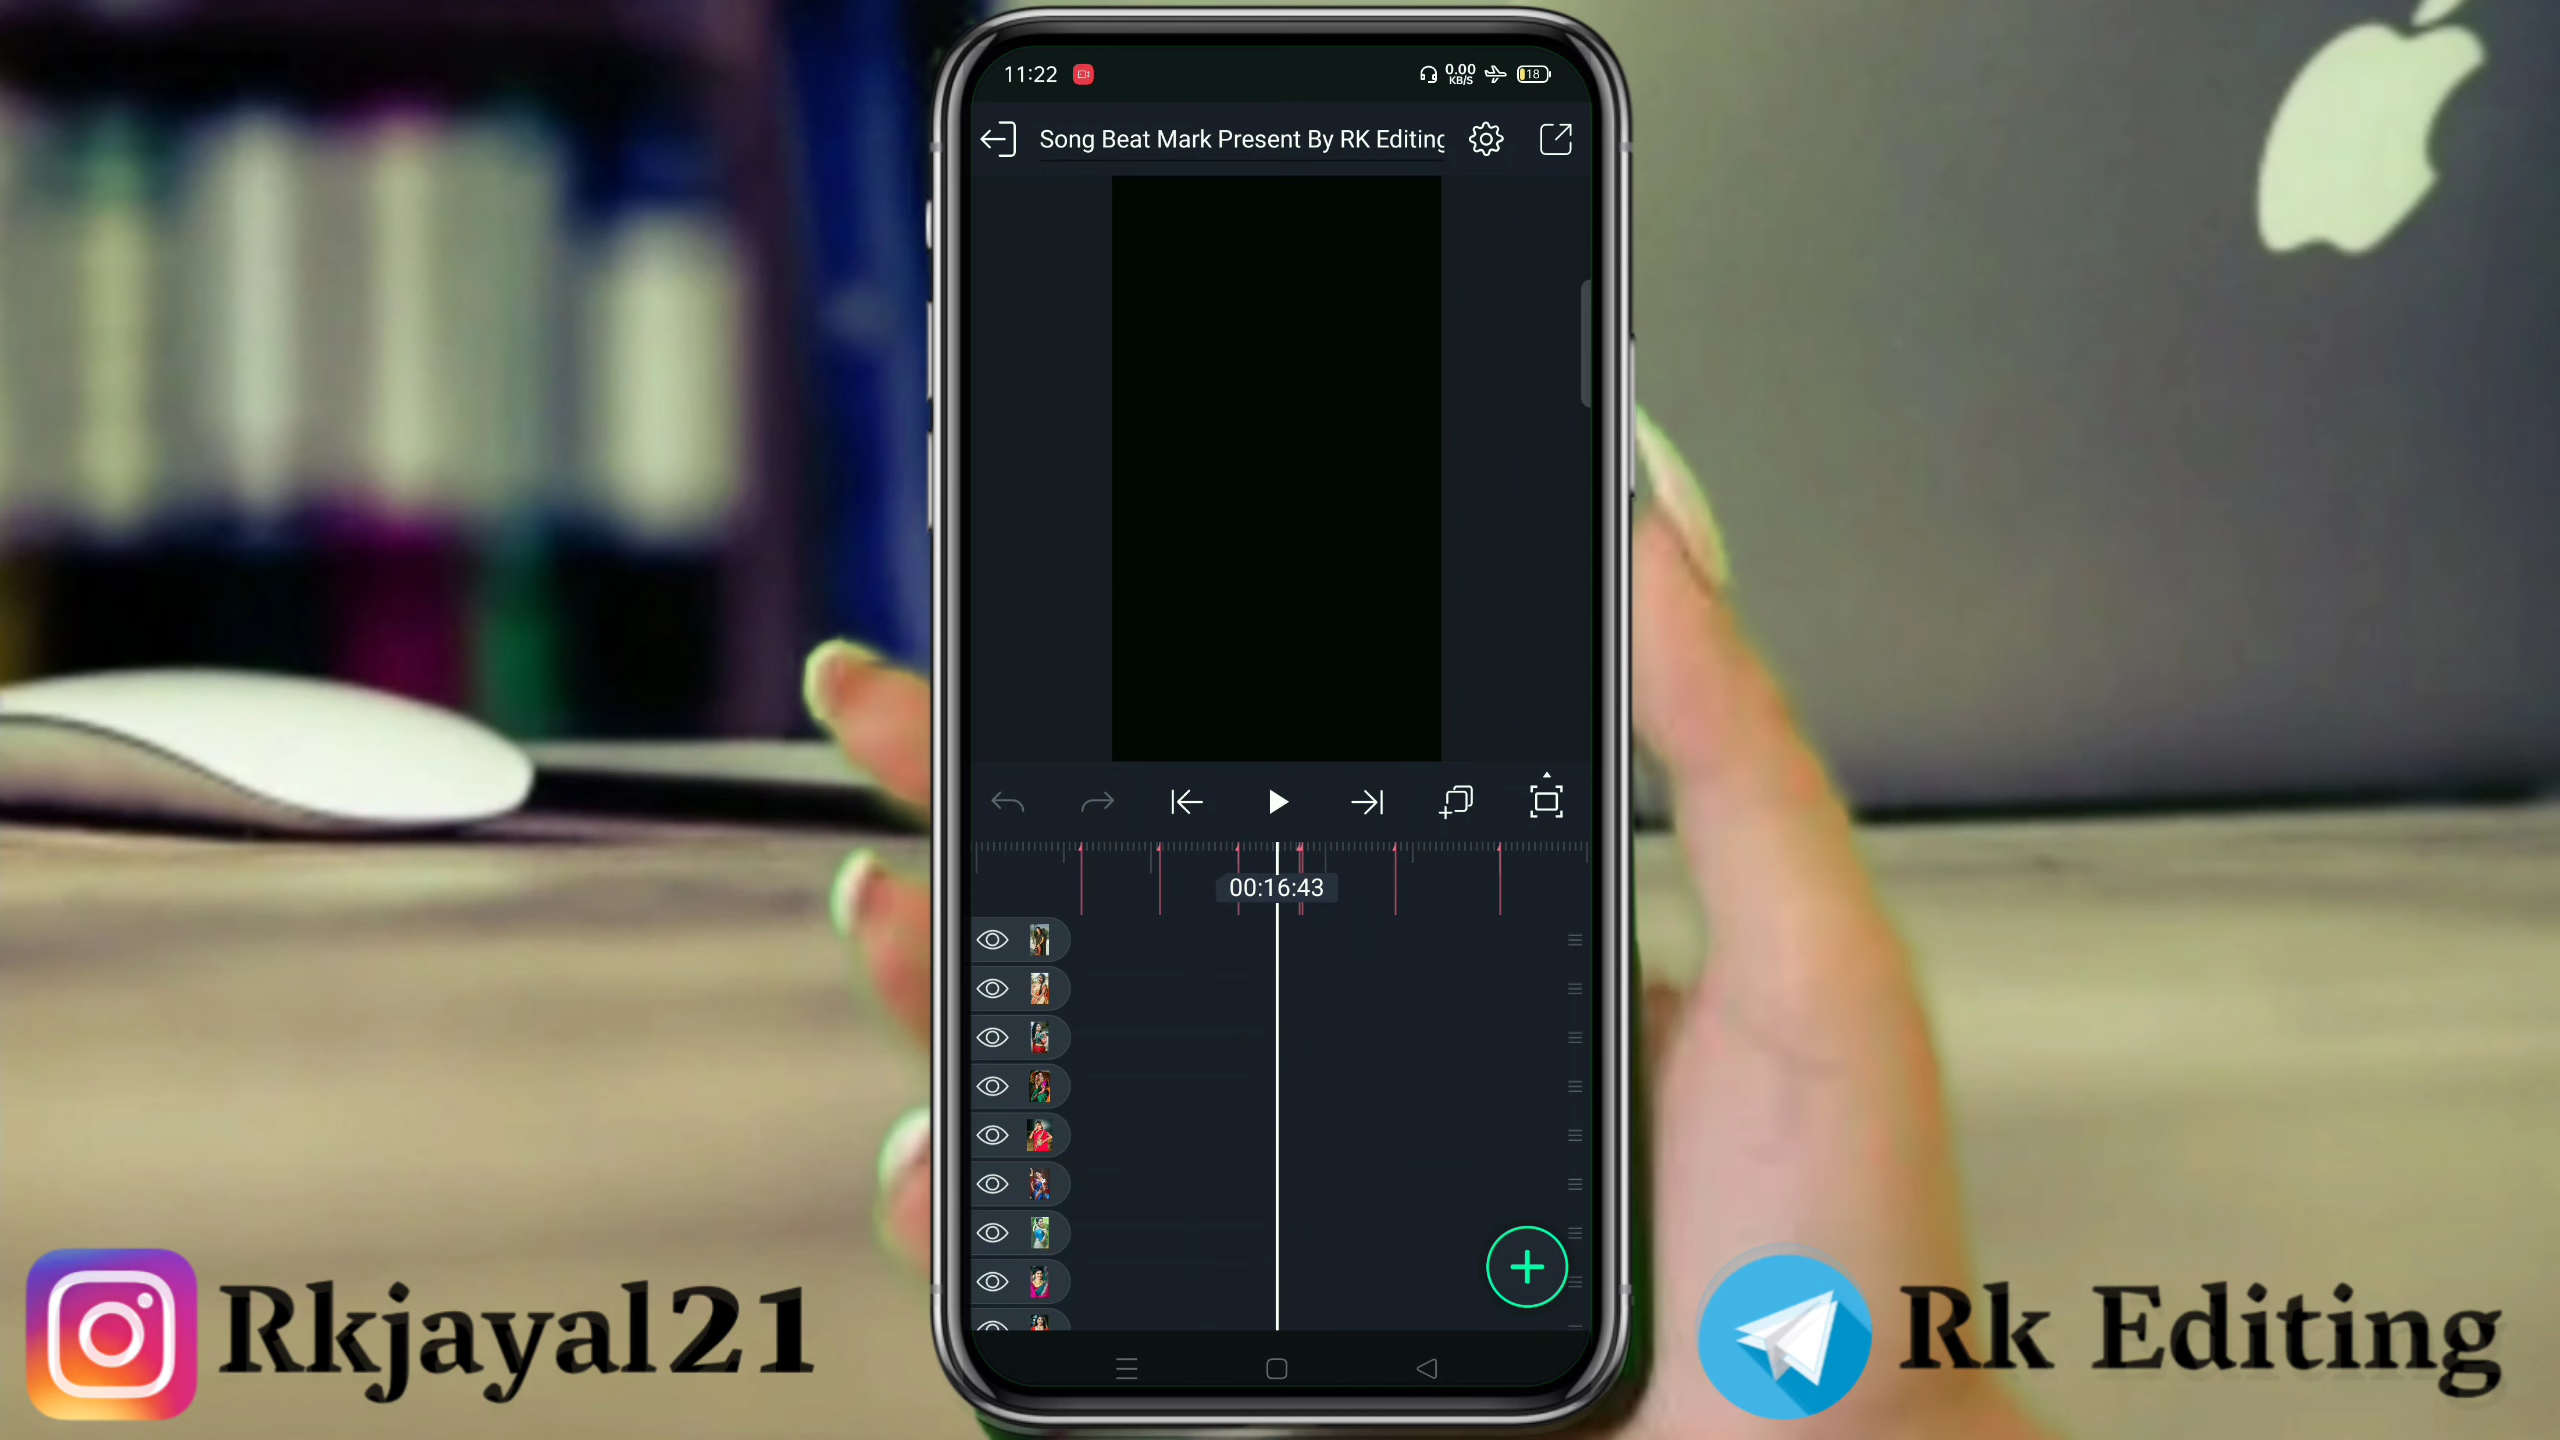 11:22
0.00
KB/S
18
Song Beat Mark Present By RK Editing
00:16:43
Rkjayal21
Rk Editing